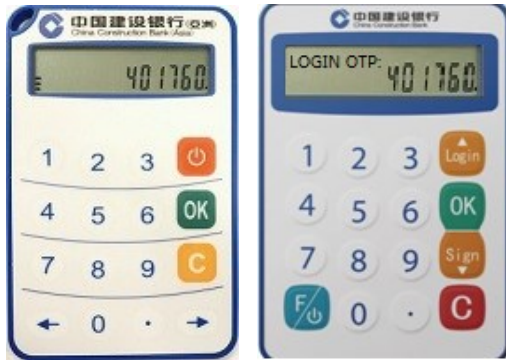 中国建设银行(亞洲)
China Construction Bank (Asia)
401760.
1 2 3
4 5 6 OK
7 8 9 C
← 0 · →
中国建设银行
China Construction Bank
LOGIN OTP:
401760.
1 2 3 Login
4 5 6 OK
7 8 9 Sign
F/ 0 · C